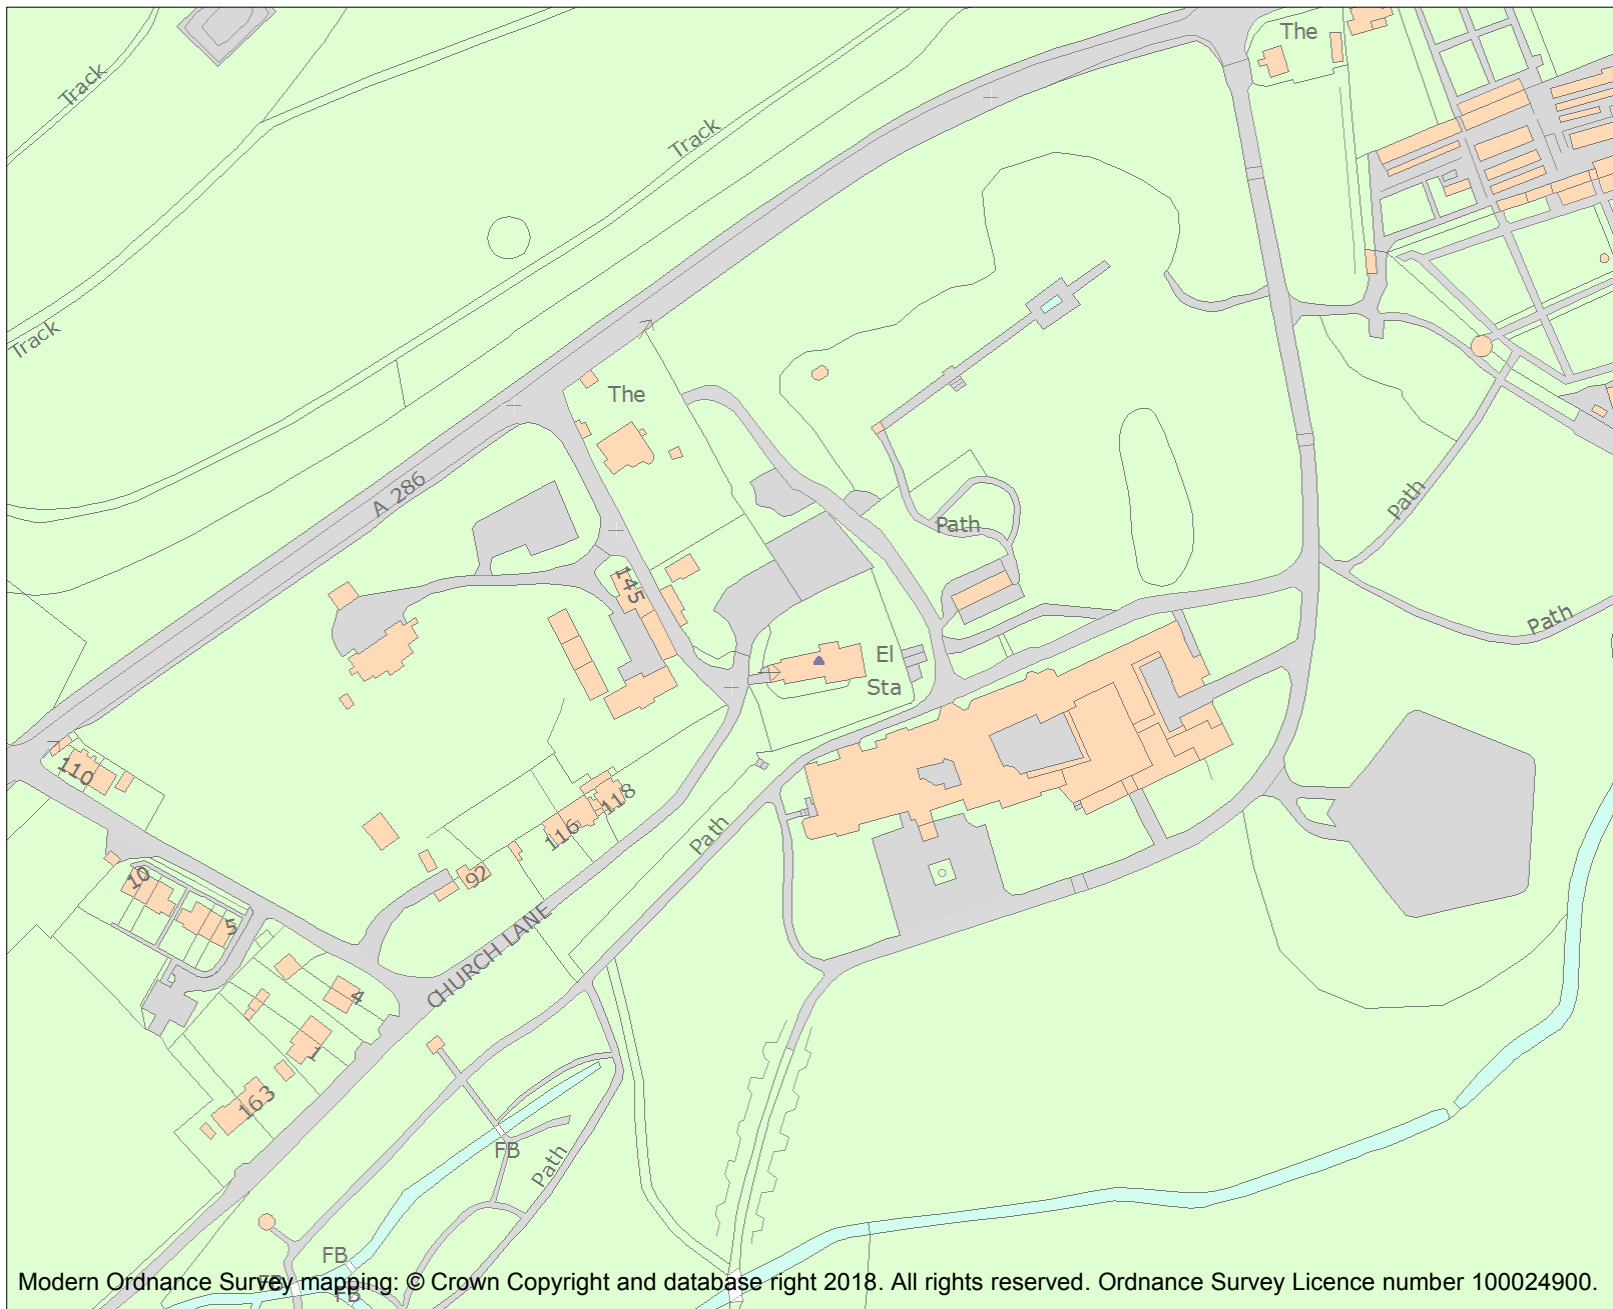 The
Track
Track
Track
The
A 286
Path
Path
145
Path
El
Sta
110
118
116
Path
92
10
5
CHURCH LANE
4
1
163
FB
Path
FB
FB
FB
Modern Ordnance Survey mapping: © Crown Copyright and database right 2018. All rights reserved. Ordnance Survey Licence number 100024900.